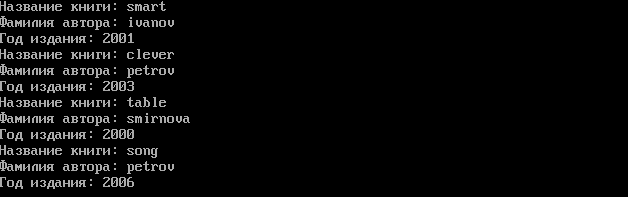 Название книги: smart
Фамилия автора: ivanov
Год издания: 2001
Название книги: clever
Фамилия автора: petrov
Год издания: 2003
Название книги: table
Фамилия автора: smirnova
Год издания: 2000
Название книги: song
Фамилия автора: petrov
Год издания: 2006